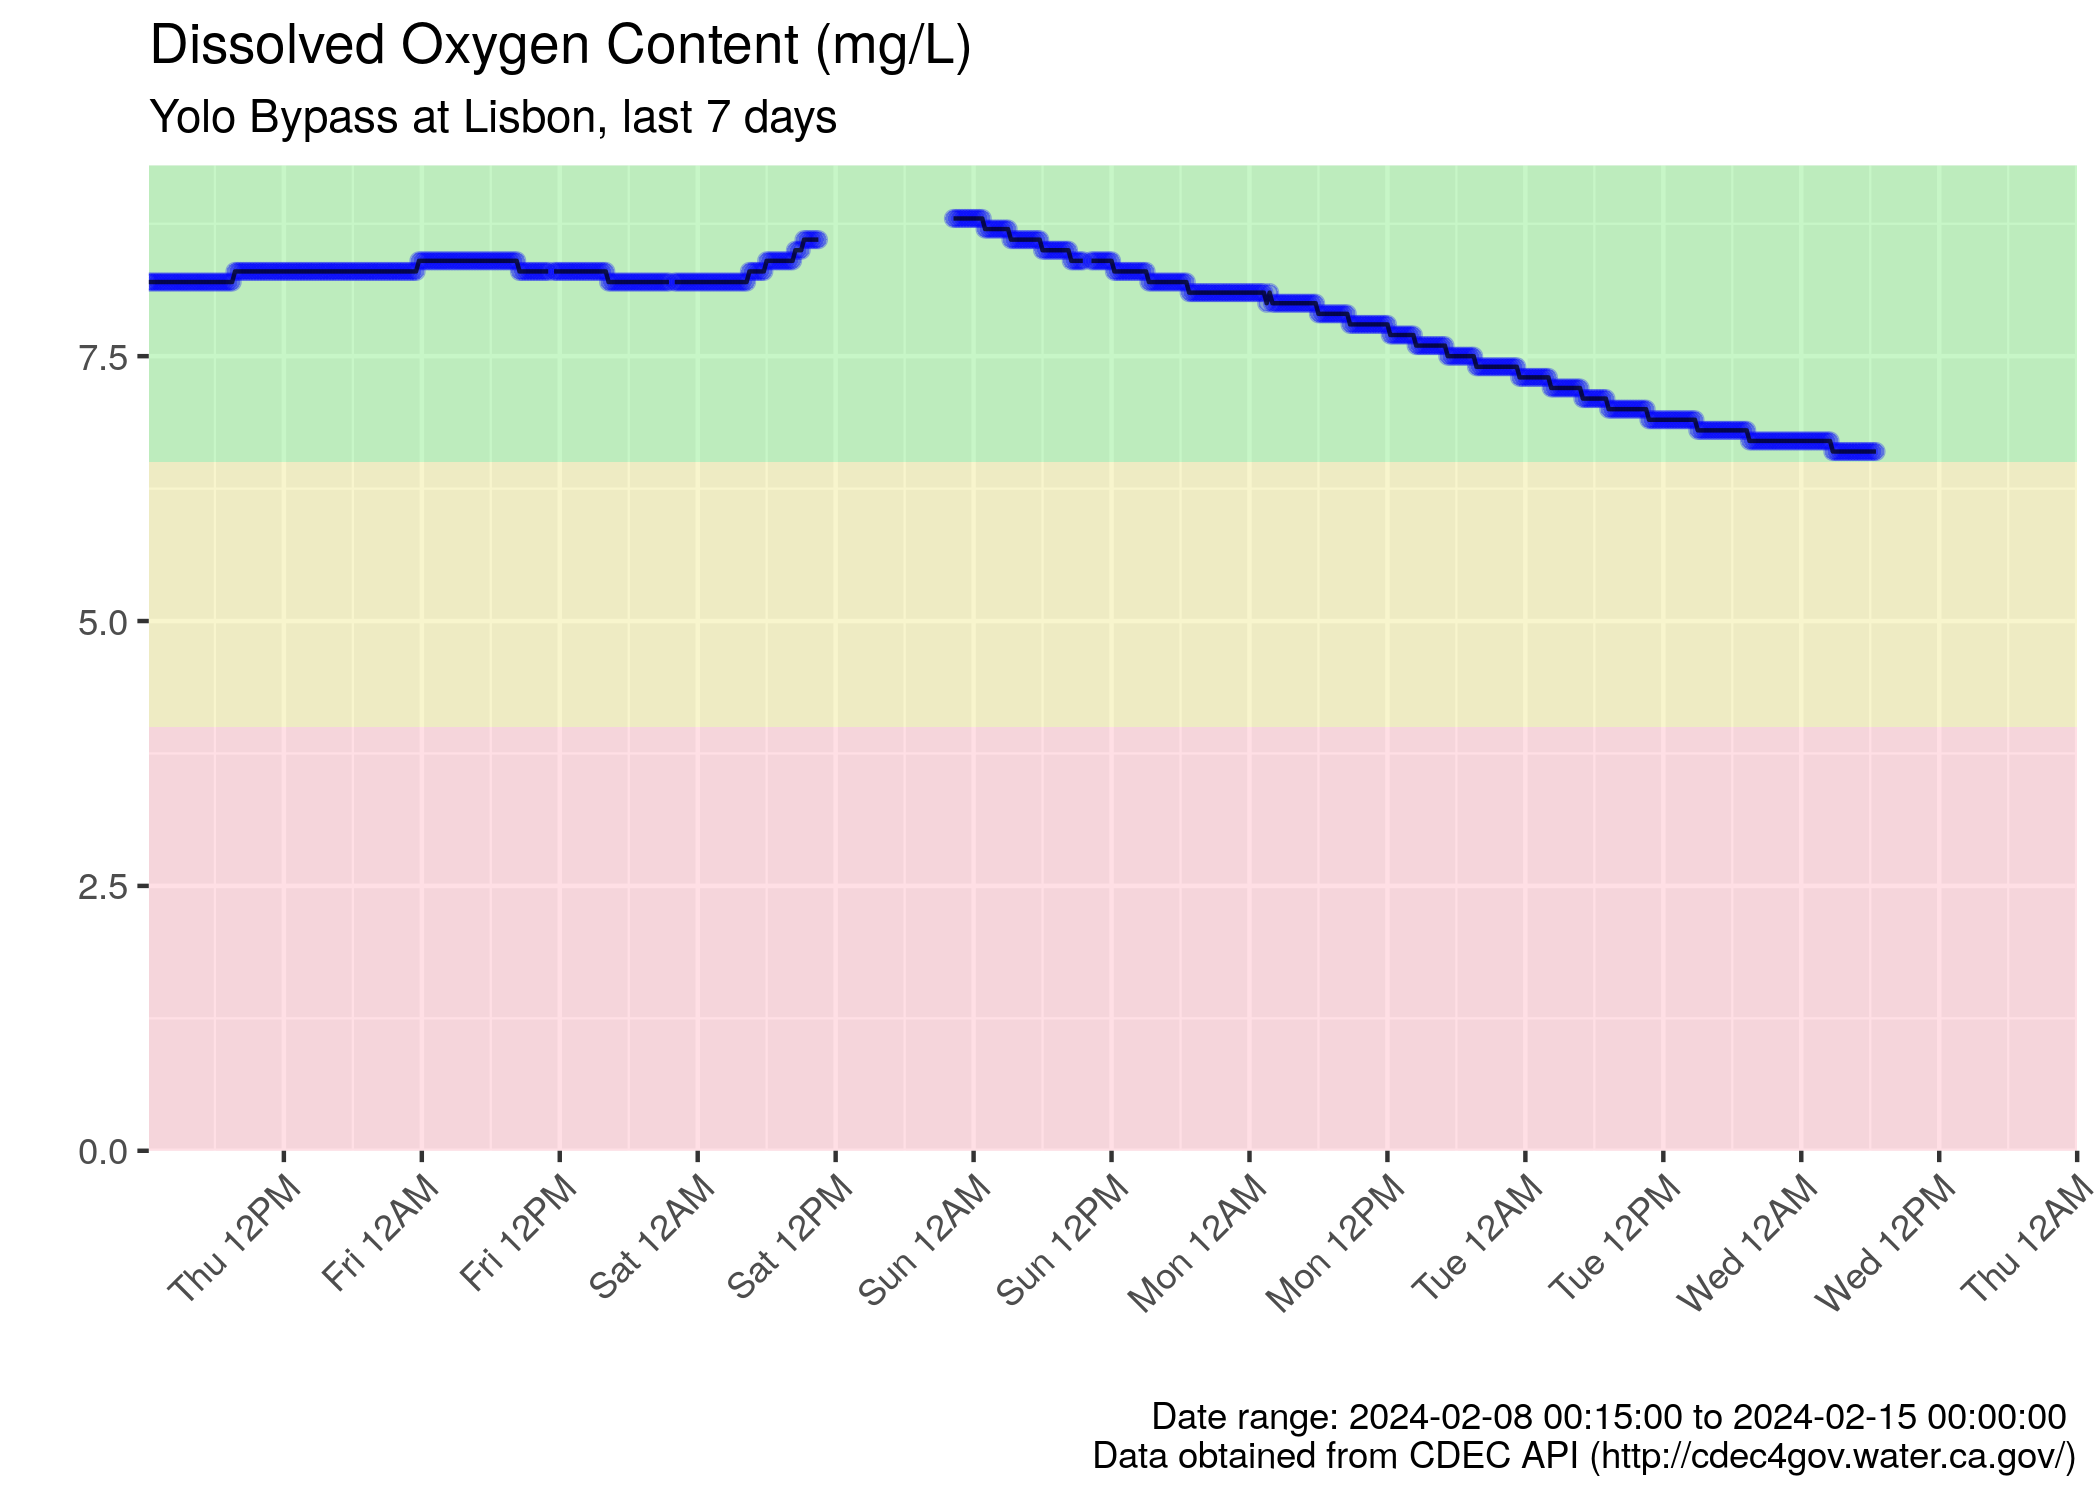 Dissolved Oxygen Content (mg/L)
Yolo Bypass at Lisbon, last 7 days
7.5
5.0
2.5
0.0
Thu 12PM
Fri 12AM
Fri 12PM
Sat 12AM
Sat 12PM
Sun 12AM
Sun 12PM
Mon 12AM
Mon 12PM
Tue 12AM
Tue 12PM
Wed 12AM
Wed 12PM
Thu 12AM
Date range: 2024-02-08 00:15:00 to 2024-02-15 00:00:00
Data obtained from CDEC API (http://cdec4gov.water.ca.gov/)